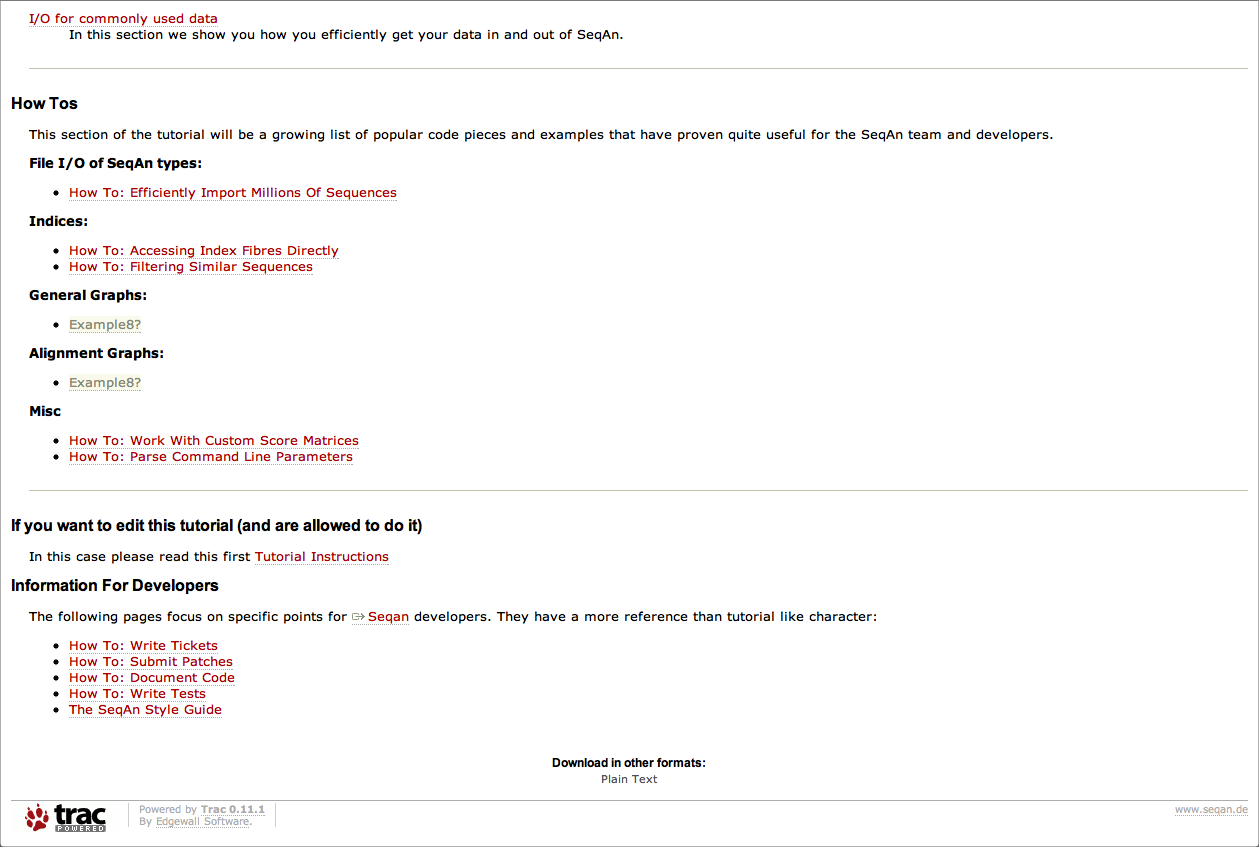 I/O for commonly used data
In this section we show you how you efficiently get your data in and out of SeqAn.
How Tos
This section of the tutorial will be a growing list of popular code pieces and examples that have proven quite useful for the SeqAn team and developers.
File I/O of SeqAn types:
How To: Efficiently Import Millions Of Sequences
Indices:
How To: Accessing Index Fibres Directly
How To: Filtering Similar Sequences
General Graphs:
Example8?
Alignment Graphs:
Example8?
Misc
How To: Work With Custom Score Matrices
How To: Parse Command Line Parameters
If you want to edit this tutorial (and are allowed to do it)
In this case please read this first Tutorial Instructions
Information For Developers
The following pages focus on specific points for Seqan developers. They have a more reference than tutorial like character:
How To: Write Tickets
How To: Submit Patches
How To: Document Code
How To: Write Tests
The SeqAn Style Guide
Download in other formats:
Plain Text
trac
POWERED
Powered by Trac 0.11.1
By Edgewall Software.
www.seqan.de